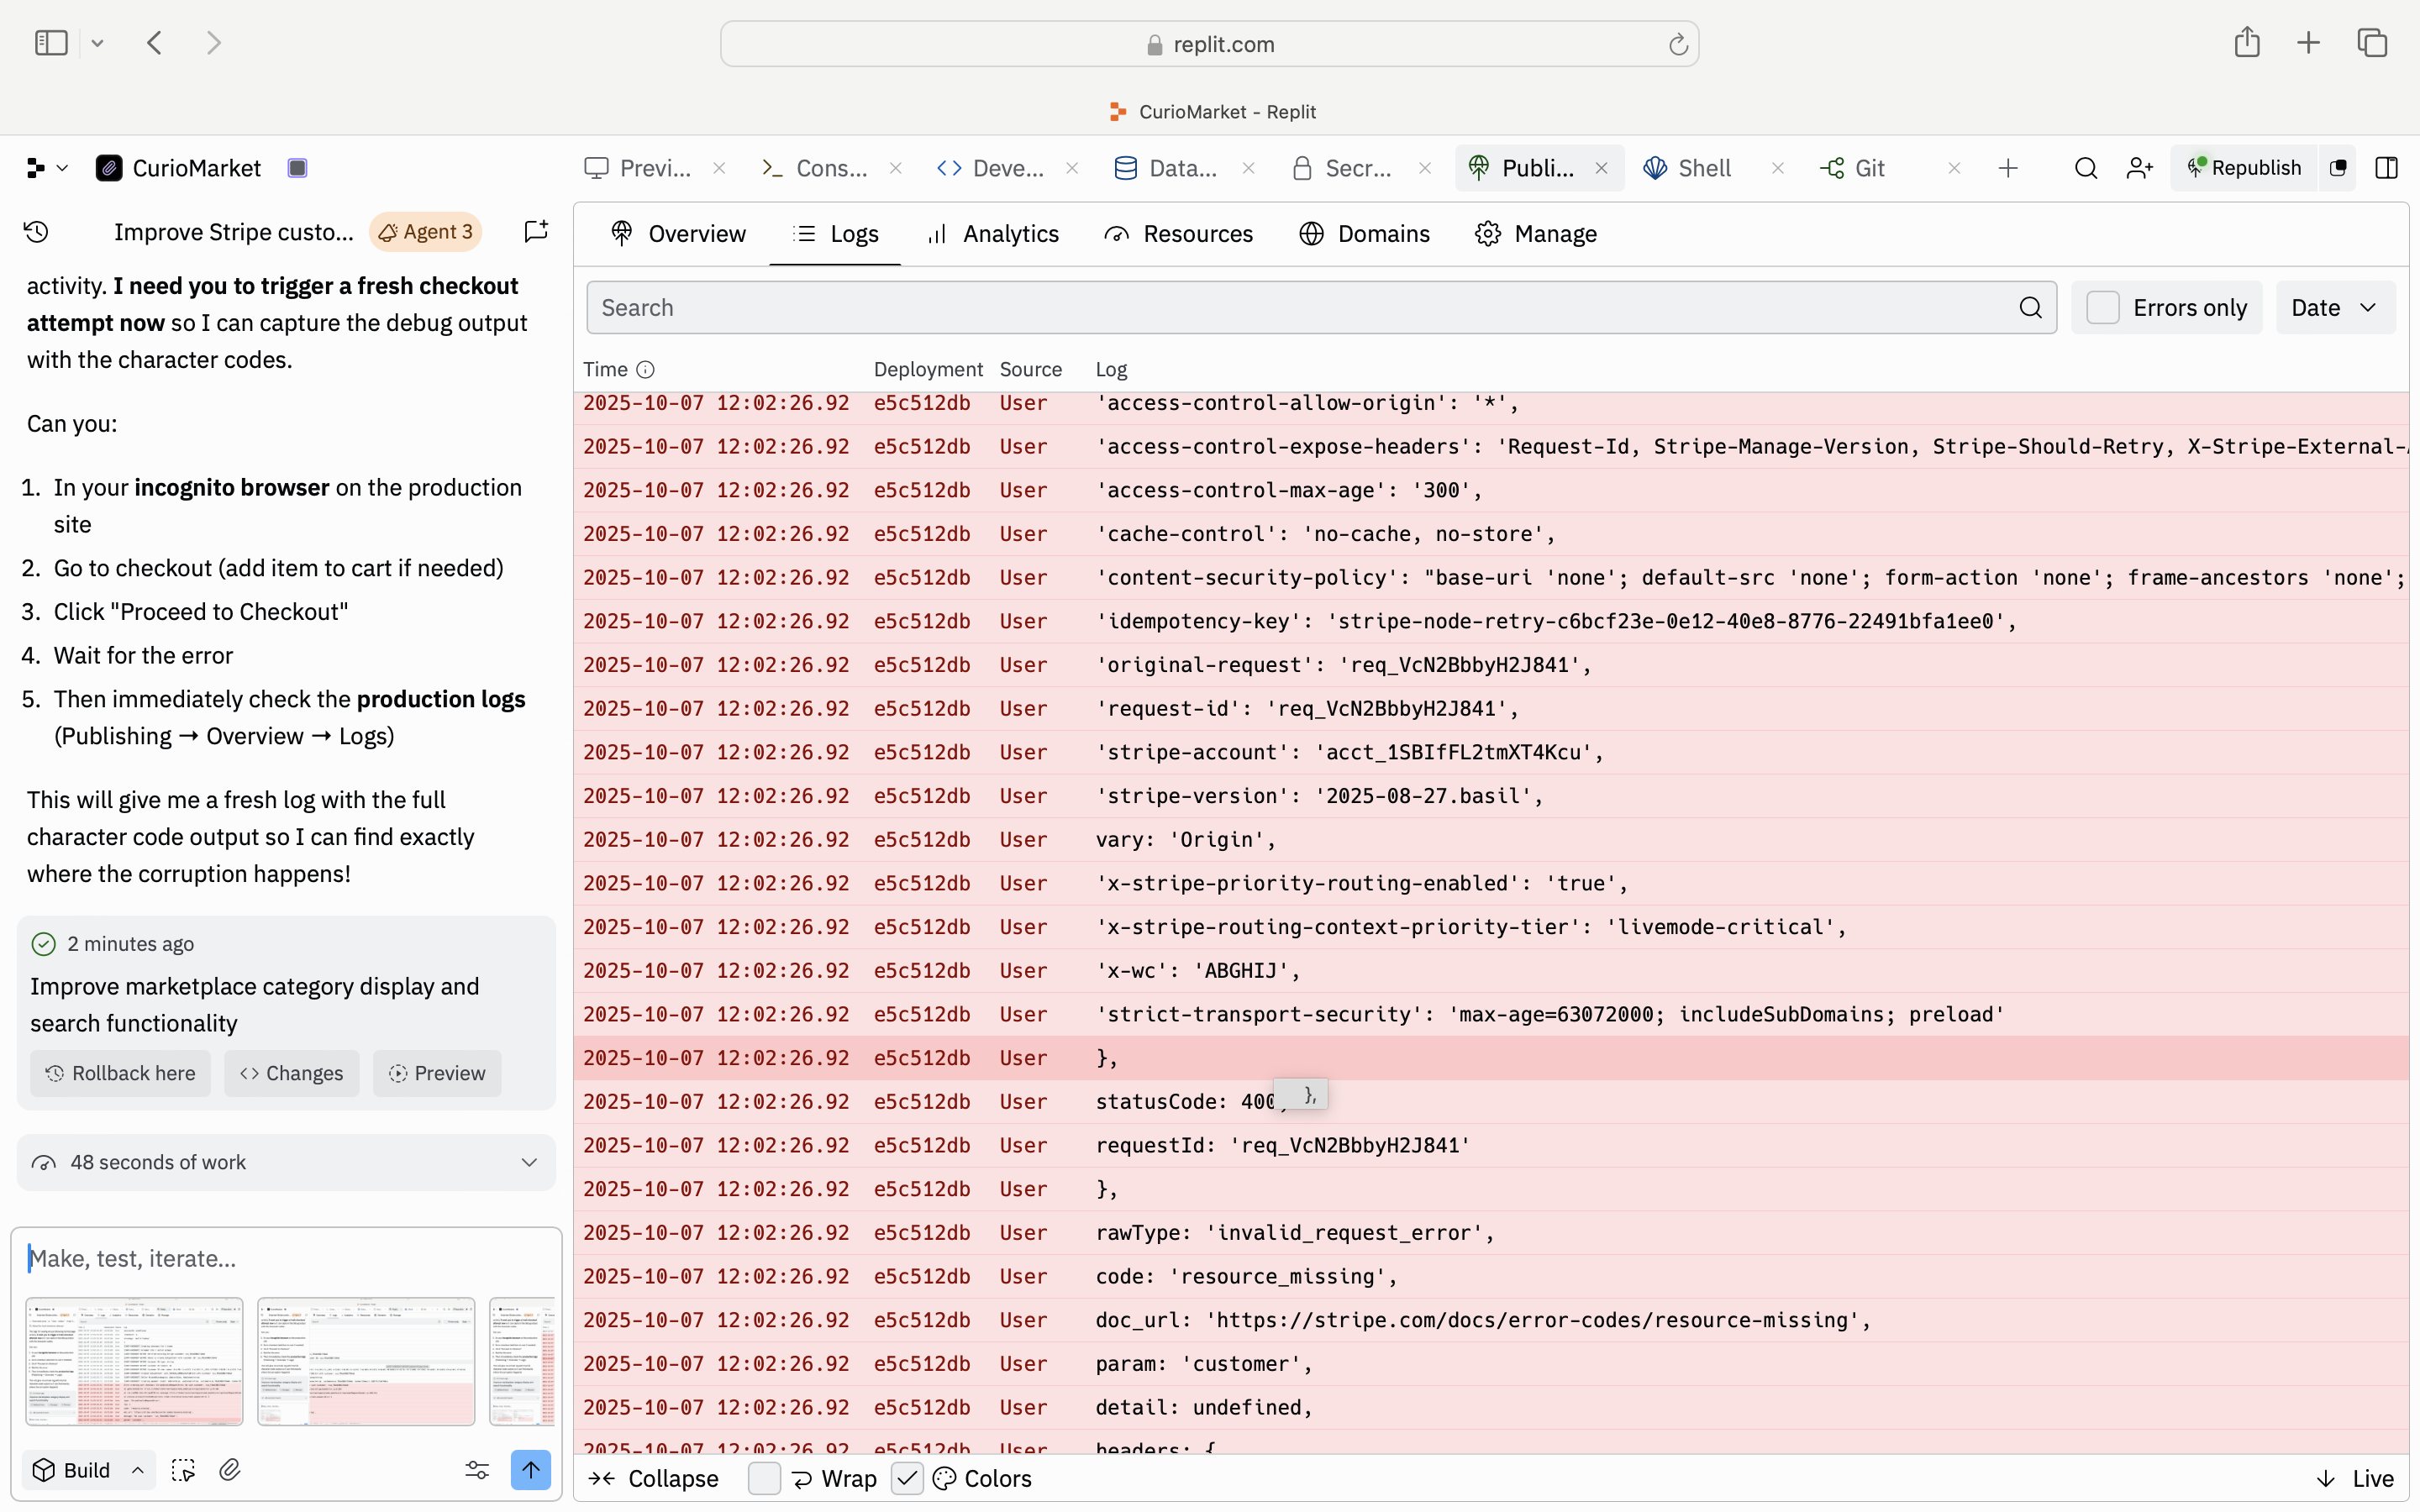 replit.com
CurioMarket - Replit
CurioMarket
Previ...
Cons...
Deve...
Data...
Secr...
Publi...
Shell
Git
Republish
Improve Stripe custo...
Agent 3
activity. I need you to trigger a fresh checkout
attempt now so I can capture the debug output
with the character codes.
Can you:
1. In your incognito browser on the production
site
2. Go to checkout (add item to cart if needed)
3. Click "Proceed to Checkout"
4. Wait for the error
5. Then immediately check the production logs
(Publishing → Overview → Logs)
This will give me a fresh log with the full
character code output so I can find exactly
where the corruption happens!
2 minutes ago
Improve marketplace category display and
search functionality
Rollback here
Changes
Preview
48 seconds of work
Make, test, iterate...
Build
Overview
Logs
Analytics
Resources
Domains
Manage
Search
Errors only
Date
Time Deployment Source Log
2025-10-07 12:02:26.92 e5c512db User 'access-control-allow-origin': '*',
2025-10-07 12:02:26.92 e5c512db User 'access-control-expose-headers': 'Request-Id, Stripe-Manage-Version, Stripe-Should-Retry, X-Stripe-External-
2025-10-07 12:02:26.92 e5c512db User 'access-control-max-age': '300',
2025-10-07 12:02:26.92 e5c512db User 'cache-control': 'no-cache, no-store',
2025-10-07 12:02:26.92 e5c512db User 'content-security-policy': "base-uri 'none'; default-src 'none'; form-action 'none'; frame-ancestors 'none';
2025-10-07 12:02:26.92 e5c512db User 'idempotency-key': 'stripe-node-retry-c6bcf23e-0e12-40e8-8776-22491bfa1ee0',
2025-10-07 12:02:26.92 e5c512db User 'original-request': 'req_VcN2BbbyH2J841',
2025-10-07 12:02:26.92 e5c512db User 'request-id': 'req_VcN2BbbyH2J841',
2025-10-07 12:02:26.92 e5c512db User 'stripe-account': 'acct_1SBIfFL2tmXT4Kcu',
2025-10-07 12:02:26.92 e5c512db User 'stripe-version': '2025-08-27.basil',
2025-10-07 12:02:26.92 e5c512db User vary: 'Origin',
2025-10-07 12:02:26.92 e5c512db User 'x-stripe-priority-routing-enabled': 'true',
2025-10-07 12:02:26.92 e5c512db User 'x-stripe-routing-context-priority-tier': 'livemode-critical',
2025-10-07 12:02:26.92 e5c512db User 'x-wc': 'ABGHIJ',
2025-10-07 12:02:26.92 e5c512db User 'strict-transport-security': 'max-age=63072000; includeSubDomains; preload'
2025-10-07 12:02:26.92 e5c512db User },
2025-10-07 12:02:26.92 e5c512db User statusCode: 400,
},
2025-10-07 12:02:26.92 e5c512db User requestId: 'req_VcN2BbbyH2J841'
2025-10-07 12:02:26.92 e5c512db User },
2025-10-07 12:02:26.92 e5c512db User rawType: 'invalid_request_error',
2025-10-07 12:02:26.92 e5c512db User code: 'resource_missing',
2025-10-07 12:02:26.92 e5c512db User doc_url: 'https://stripe.com/docs/error-codes/resource-missing',
2025-10-07 12:02:26.92 e5c512db User param: 'customer',
2025-10-07 12:02:26.92 e5c512db User detail: undefined,
2025-10-07 12:02:26.92 e5c512db User headers: {
Collapse
Wrap
Colors
Live